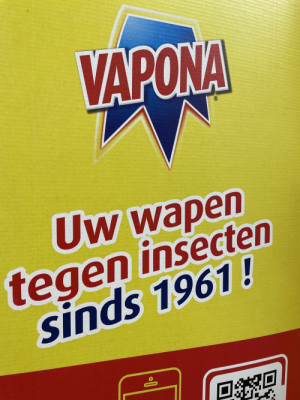 VAPONA
Uw wapen
tegen insecten
sinds 1961 !